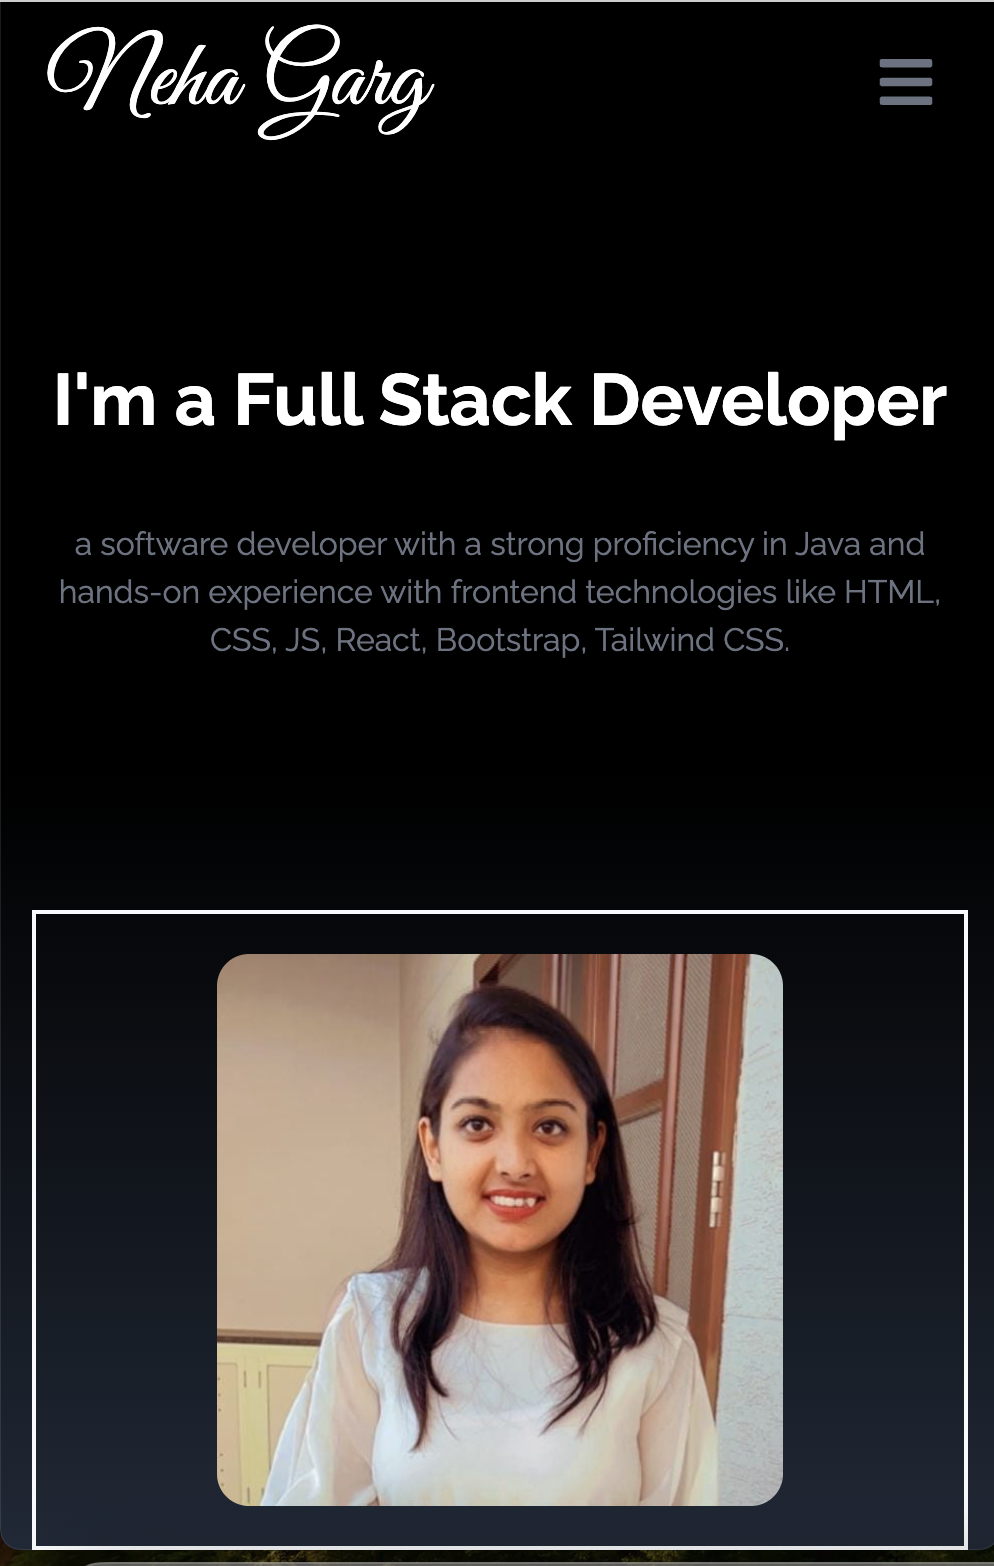 Neha Garg
I'm a Full Stack Developer
a software developer with a strong proficiency in Java and
hands-on experience with frontend technologies like HTML,
CSS, JS, React, Bootstrap, Tailwind CSS.